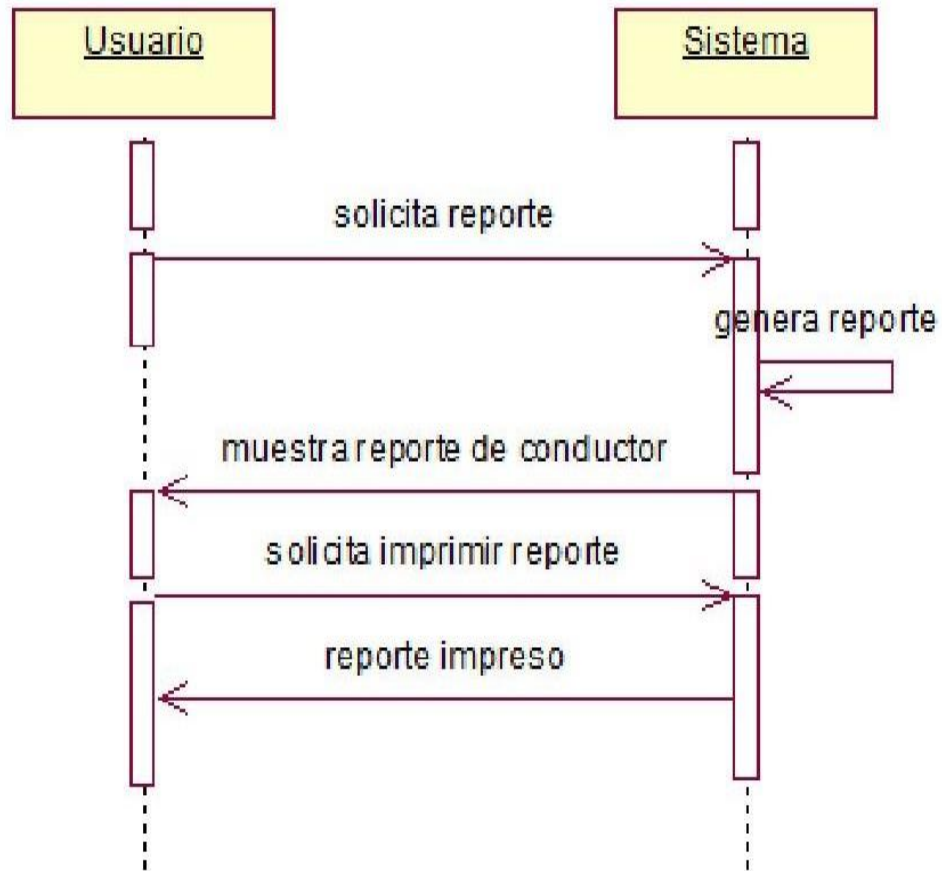 Usuario
Sistema
solicita reporte
genera reporte
muestra reporte de conductor
solicita imprimir reporte
reporte impreso